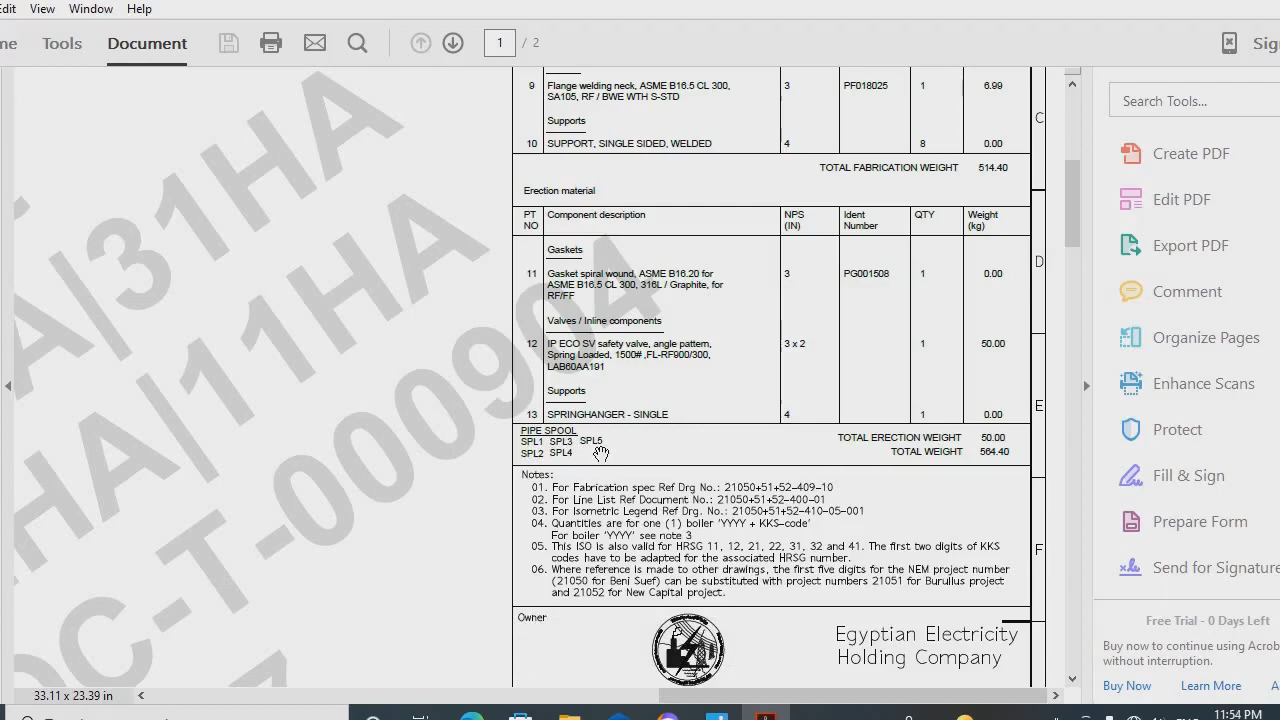 Edit View Window Help
Tools Document 1 / 2
9 Flange welding neck, ASME B16.5 CL 300, 3 PF018025 1 6.99
SA105, RF / BWE WTH S-STD
Supports
10 SUPPORT, SINGLE SIDED, WELDED 4 8 0.00
C
TOTAL FABRICATION WEIGHT 514.40
Erection material
PT Component description NPS Ident QTY Weight
NO (IN) Number (kg)
Gaskets
D
11 Gasket spiral wound, ASME B16.20 for 3 PG001508 1 0.00
ASME B16.5 CL 300, 316L / Graphite, for
RF/FF
Valves / Inline components
12 IP ECO SV safety valve, angle pattern, 3 x 2 1 50.00
Spring Loaded, 1500# ,FL-RF900/300,
LAB60AA191
Supports
E
13 SPRINGHANGER - SINGLE 4 1 0.00
PIPE SPOOL
SPL1 SPL3 SPL5 TOTAL ERECTION WEIGHT 50.00
SPL2 SPL4 TOTAL WEIGHT 564.40
Notes:
01. For Fabrication spec Ref Drg No.: 21050+51+52-409-10
02. For Line List Ref Document No.: 21050+51+52-400-01
03. For Isometric Legend Ref Drg. No.: 21050+51+52-410-05-001
04. Quantities are for one (1) boiler 'YYYY + KKS-code'
For boiler 'YYYY' see note 3
F
05. This ISO is also valid for HRSG 11, 12, 21, 22, 31, 32 and 41. The first two digits of KKS
codes have to be adapted for the associated HRSG number.
06. Where reference is made to other drawings, the first five digits for the NEM project number
(21050 for Beni Suef) can be substituted with project numbers 21051 for Burullus project
and 21052 for New Capital project.
Owner
Egyptian Electricity
Holding Company
A|31HA
HA|11HA
OC-T-000904
Search Tools...
Create PDF
Edit PDF
Export PDF
Comment
Organize Pages
Enhance Scans
Protect
Fill & Sign
Prepare Form
Send for Signature
Free Trial - 0 Days Left
Buy now to continue using Acrob
without interruption.
Buy Now Learn More
33.11 x 23.39 in
11:54 PM